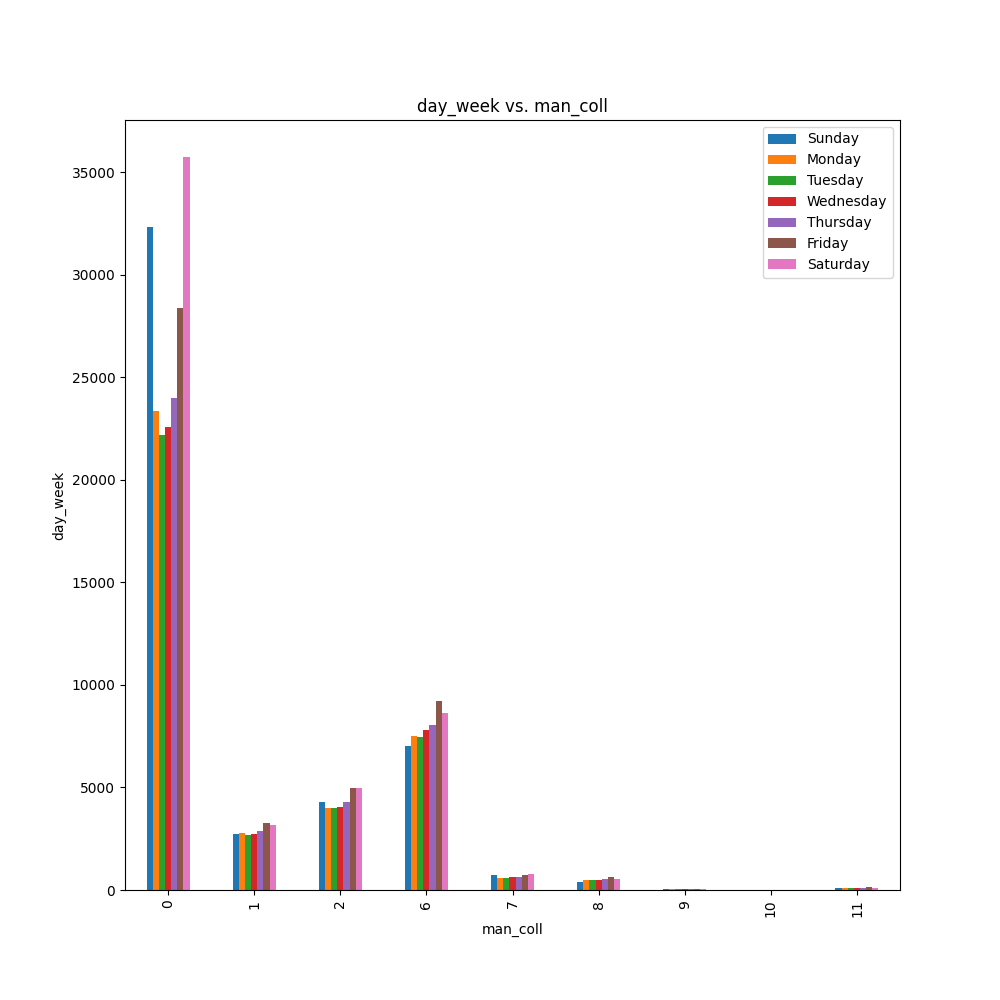 day_week vs. man_coll
Sunday
Monday
Tuesday
Wednesday
Thursday
Friday
Saturday
35000
30000
25000
20000
15000
10000
5000
0
day_week
0 1 2 6 7 8 9 10 11
man_coll